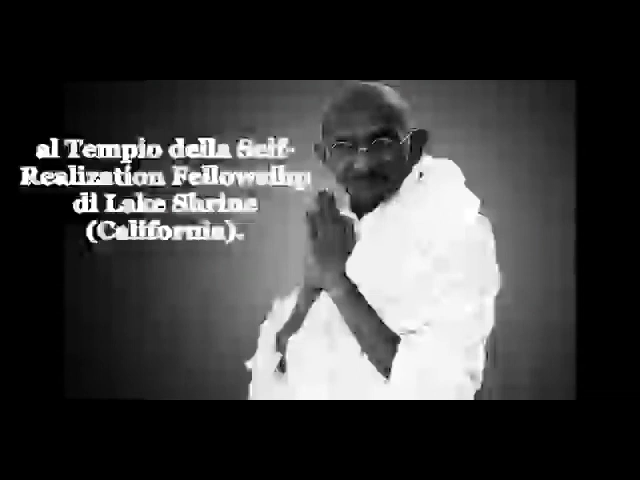 al Tempio della Self-
Realization Fellowship
di Lake Shrine
(California).